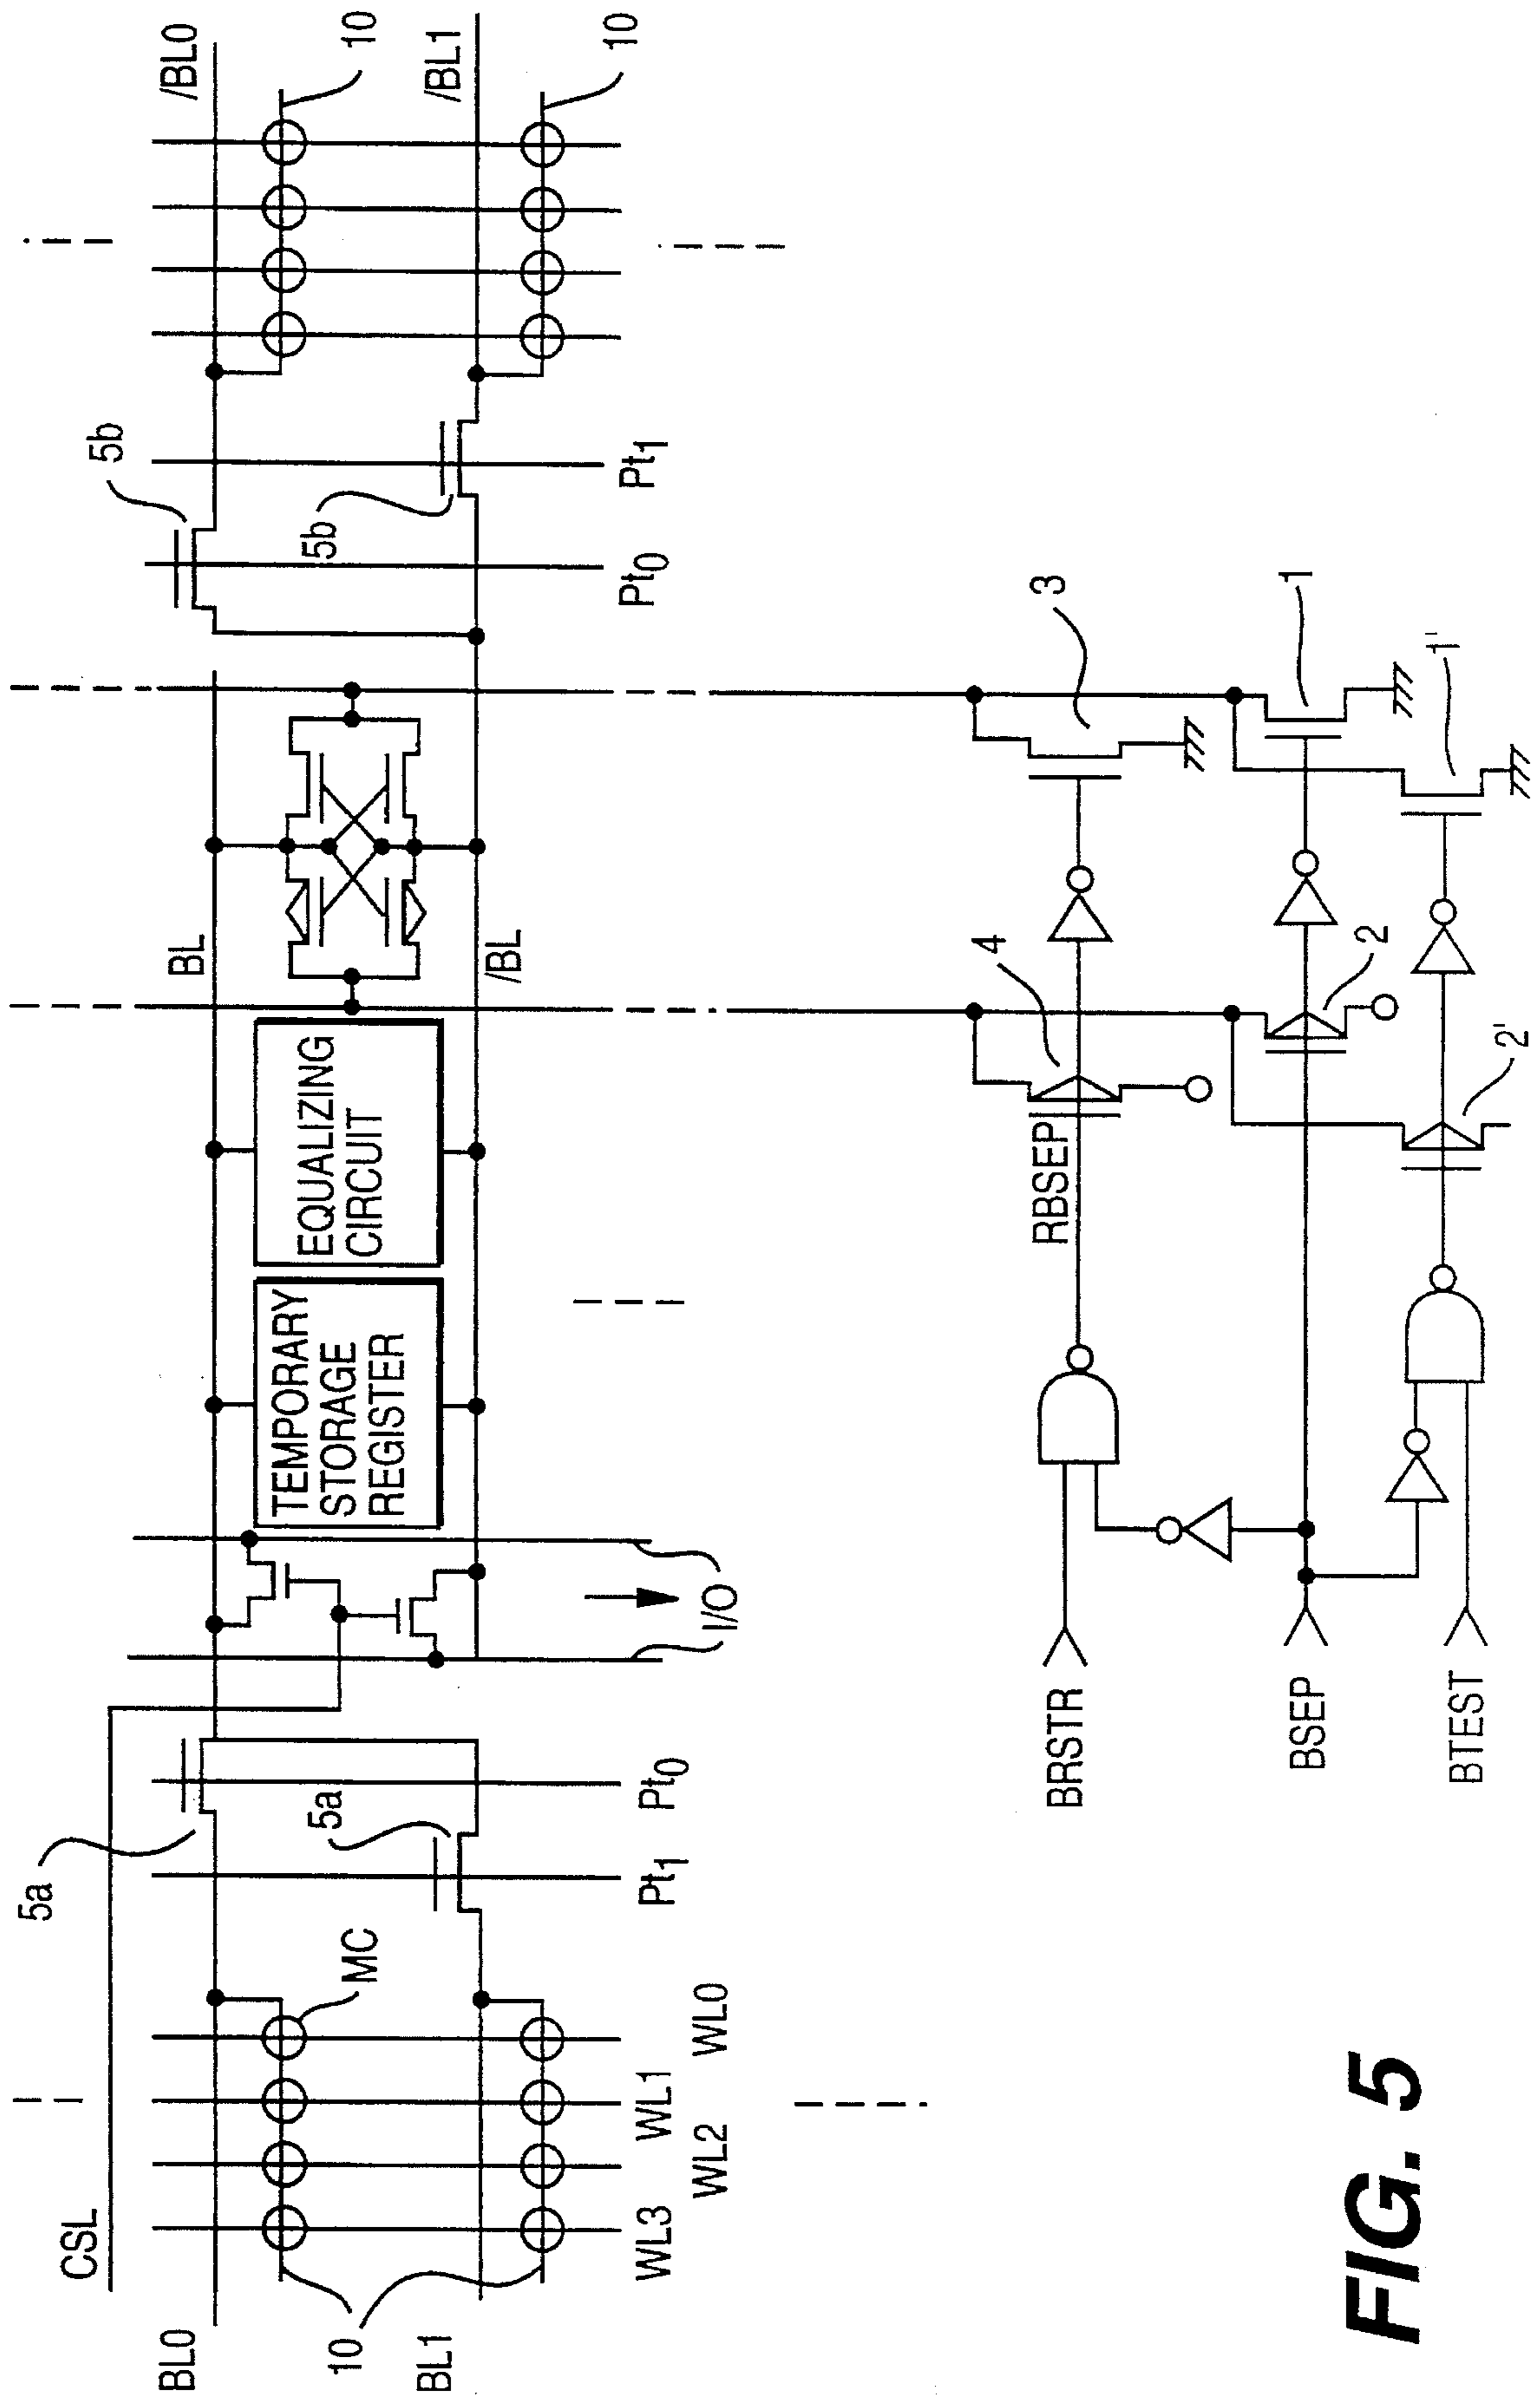 BL0
CSL
5a
BL
5b
/BL0
10
MC
5a
TEMPORARY
STORAGE
REGISTER
EQUALIZING
CIRCUIT
/BL
5b
/BL1
10
10
BL1
WL3
WL2
WL1
WL0
Pt1
Pt0
I/O
Pt0
Pt1
BRSTR
RBSEP
4
3
BSEP
2
1
BTEST
2'
1'
FIG. 5